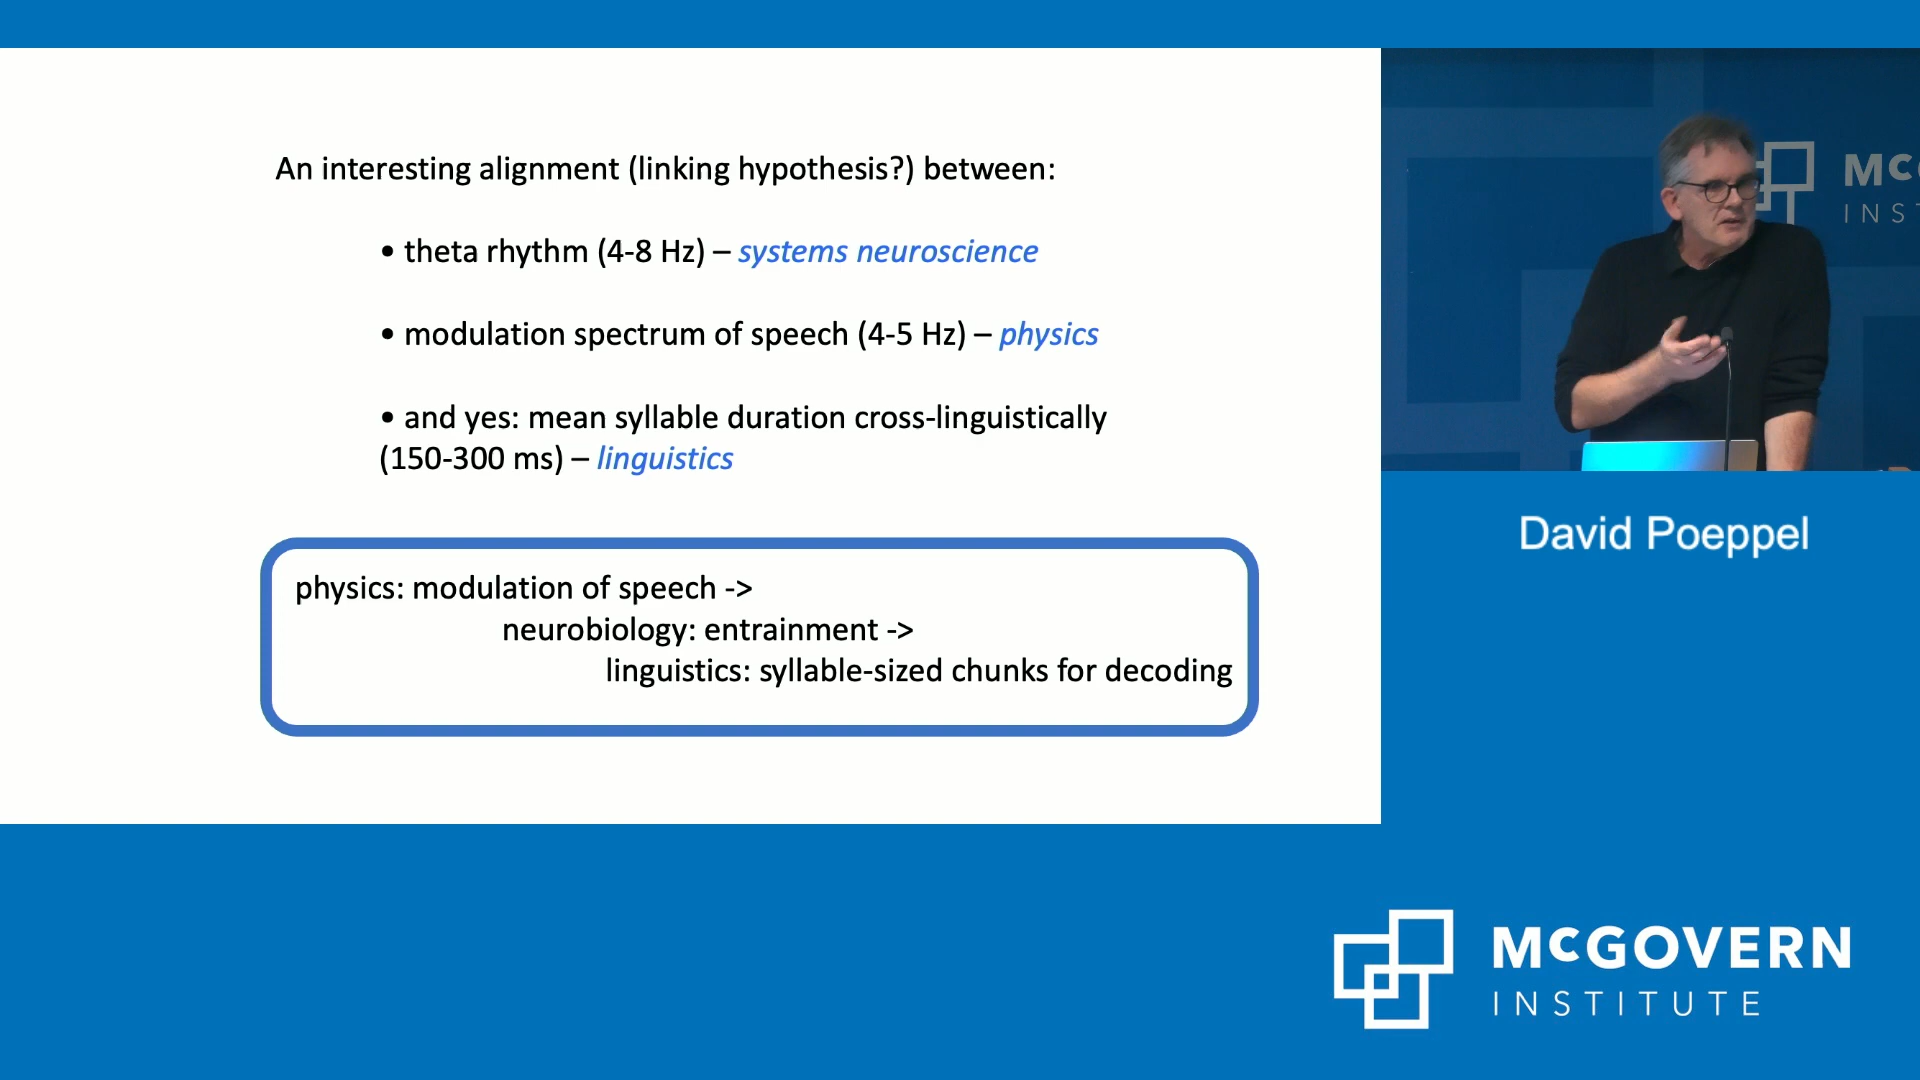 An interesting alignment (linking hypothesis?) between:
• theta rhythm (4-8 Hz) – systems neuroscience
• modulation spectrum of speech (4-5 Hz) – physics
• and yes: mean syllable duration cross-linguistically
(150-300 ms) – linguistics
physics: modulation of speech ->
neurobiology: entrainment ->
linguistics: syllable-sized chunks for decoding
MC
INST
David Poeppel
MCGOVERN
INSTITUTE